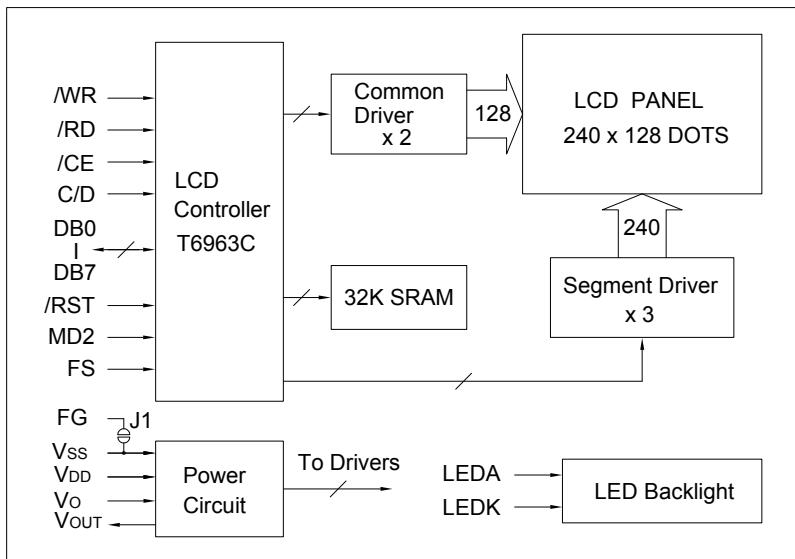 /WR
/RD
/CE
C/D
DB0
I
DB7
/RST
MD2
FS
LCD
Controller
T6963C
Common
Driver
x 2
128
LCD PANEL
240 x 128 DOTS
240
32K SRAM
Segment Driver
x 3
FG
J1
VSS
VDD
VO
VOUT
Power
Circuit
To Drivers
LEDA
LEDK
LED Backlight